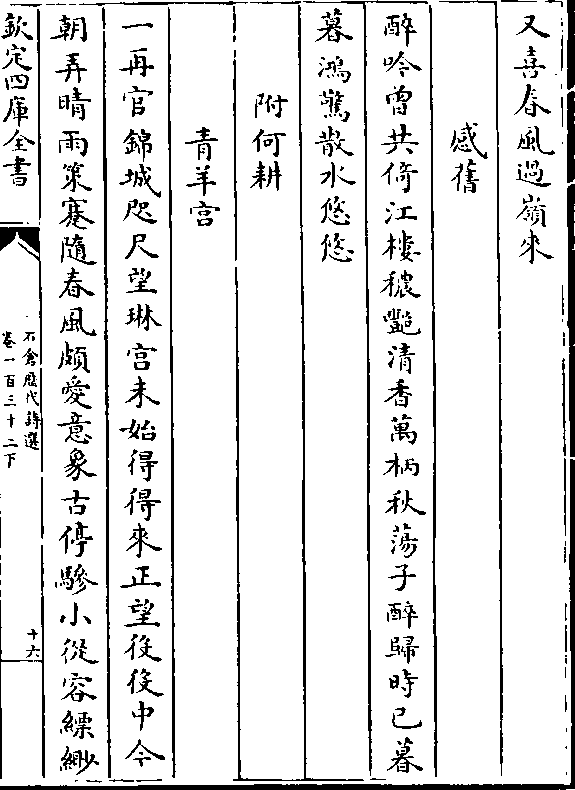 又喜春風過嶺來
感舊
醉吟曾共倚江樓穠艷清香萬柄秋蕩子醉歸時已暮
暮鴻驚散水悠悠
附何耕
青羊宮
一再官錦城咫尺望琳宮未始得得來正望役役中今
朝弄晴雨策蹇隨春風頗愛意象古停驂小從容縹緲
欽定四庫全書
石倉歷代詩選
卷一百三十二下
十六